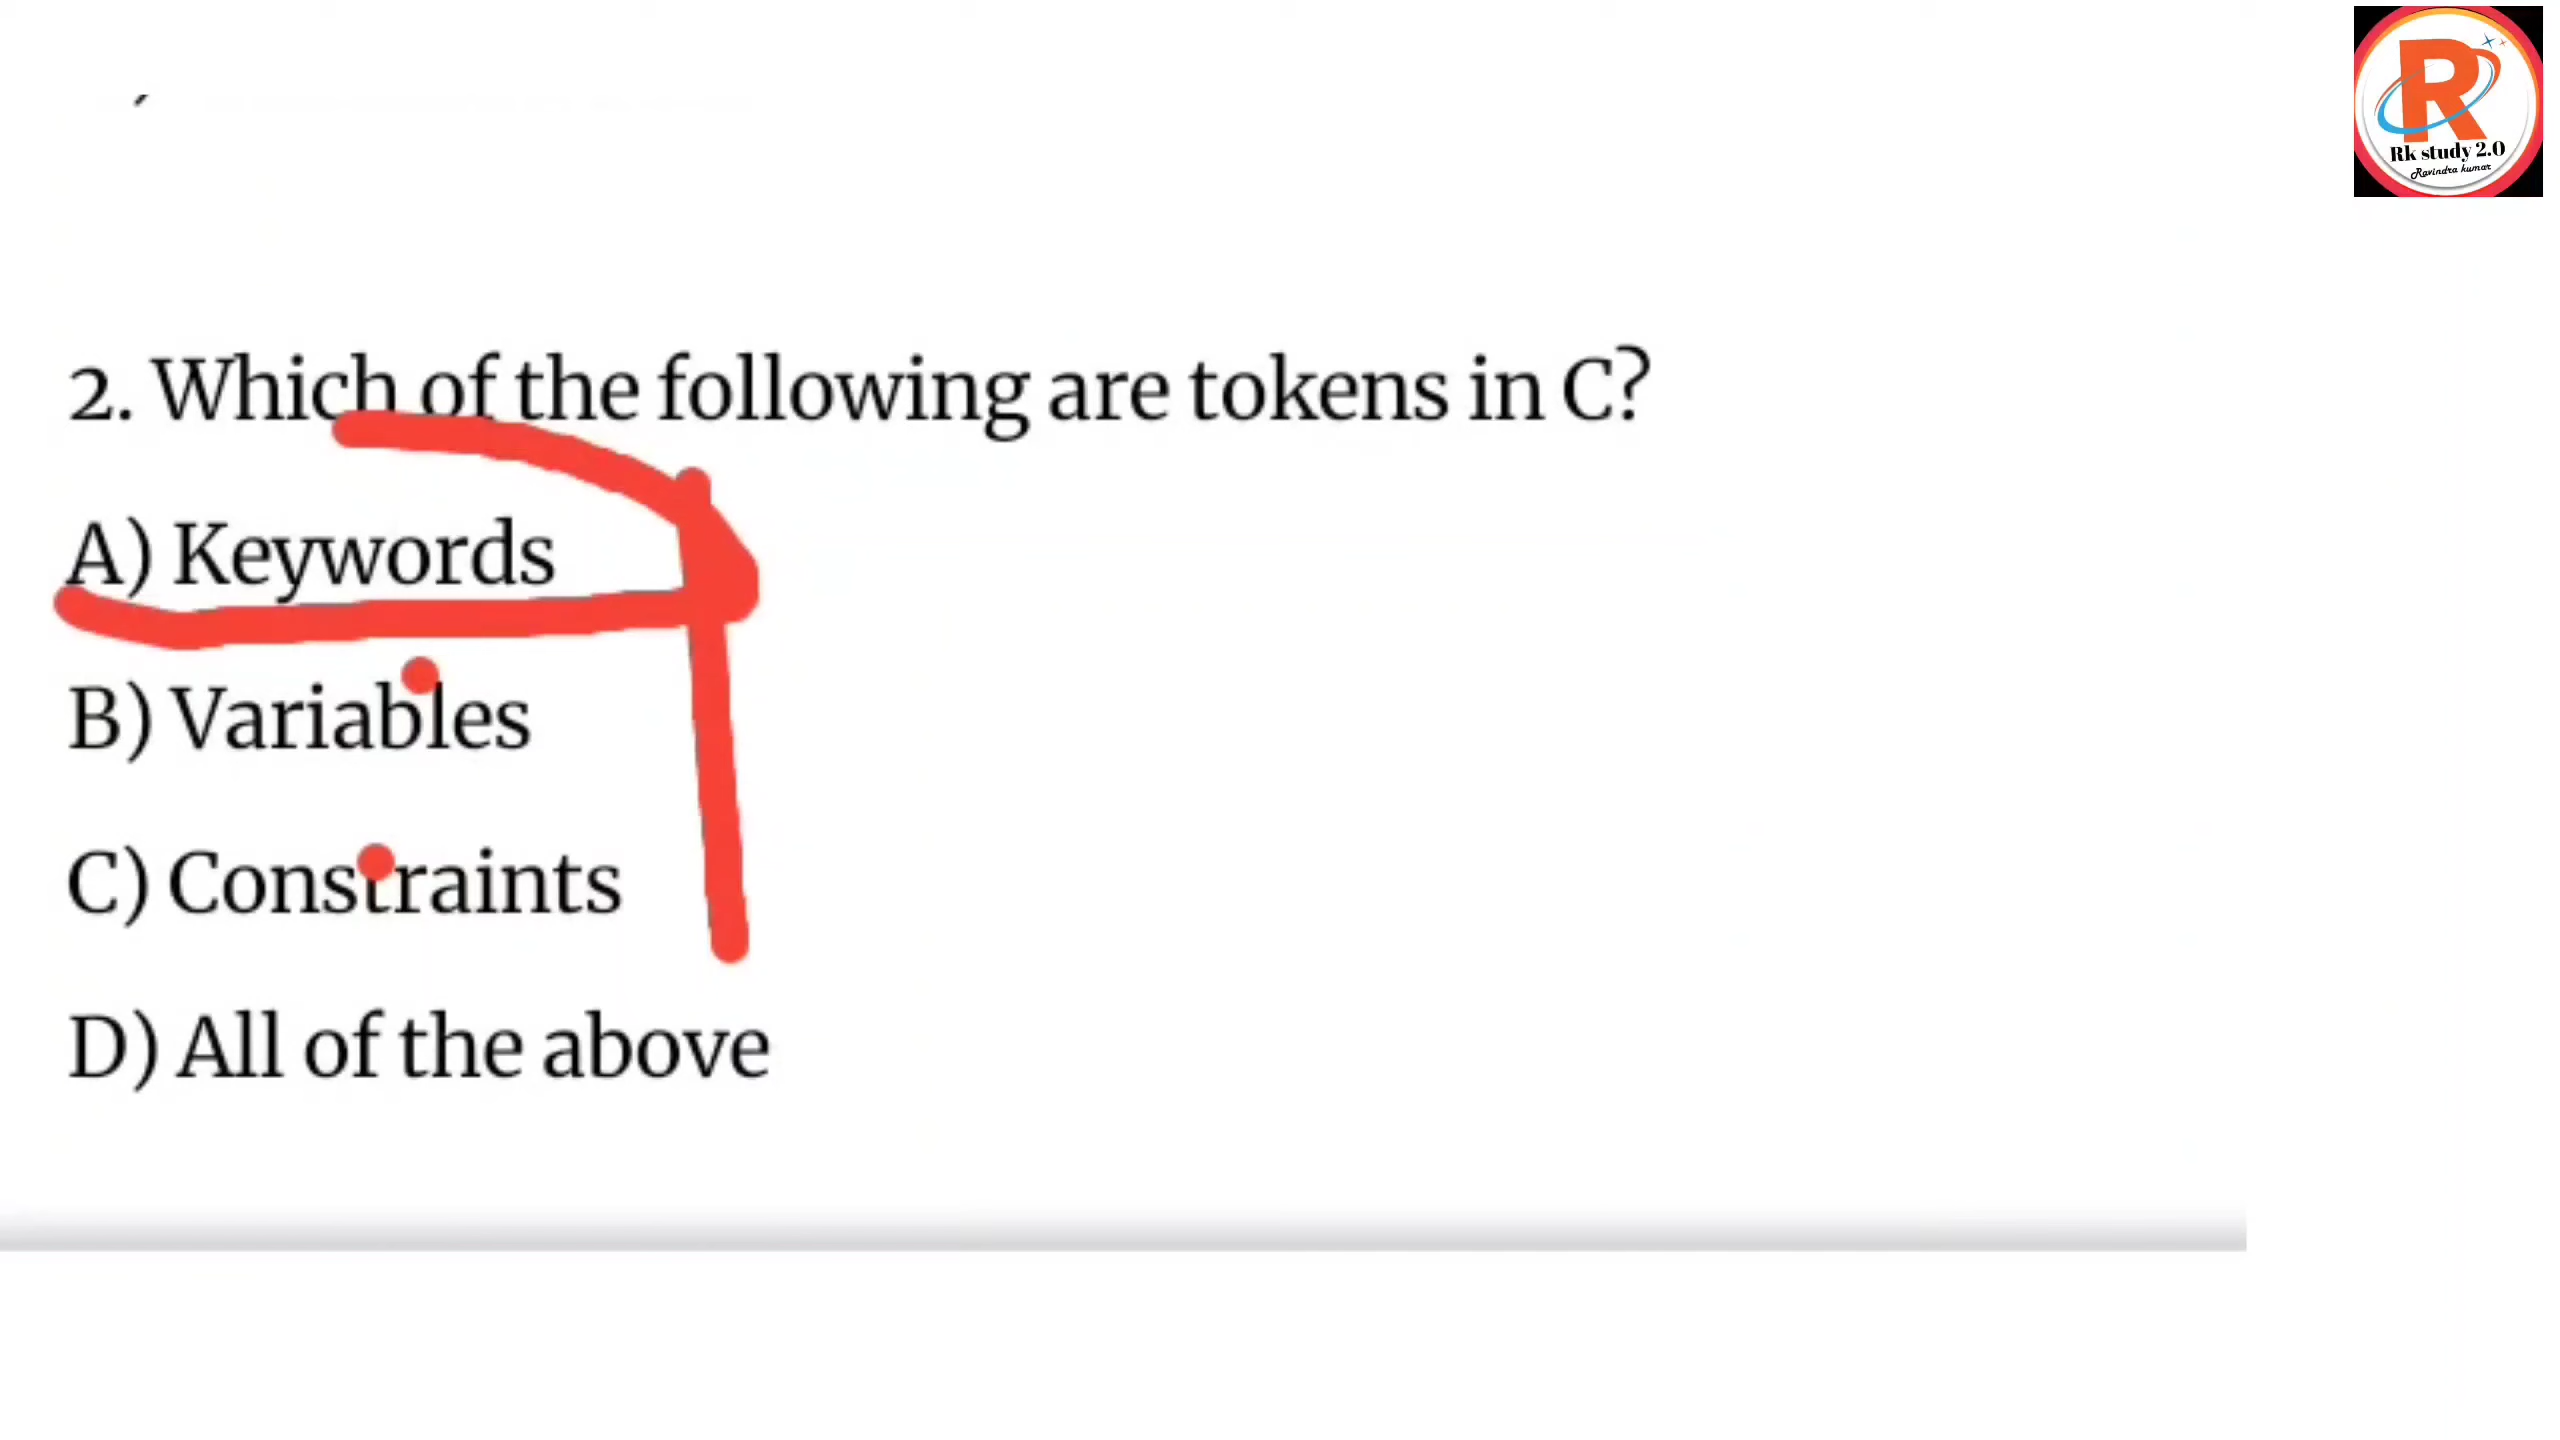 Rk study 2.0
Ravindra kumar
2. Which of the following are tokens in C?
A) Keywords
B) Variables
C) Constraints
D) All of the above